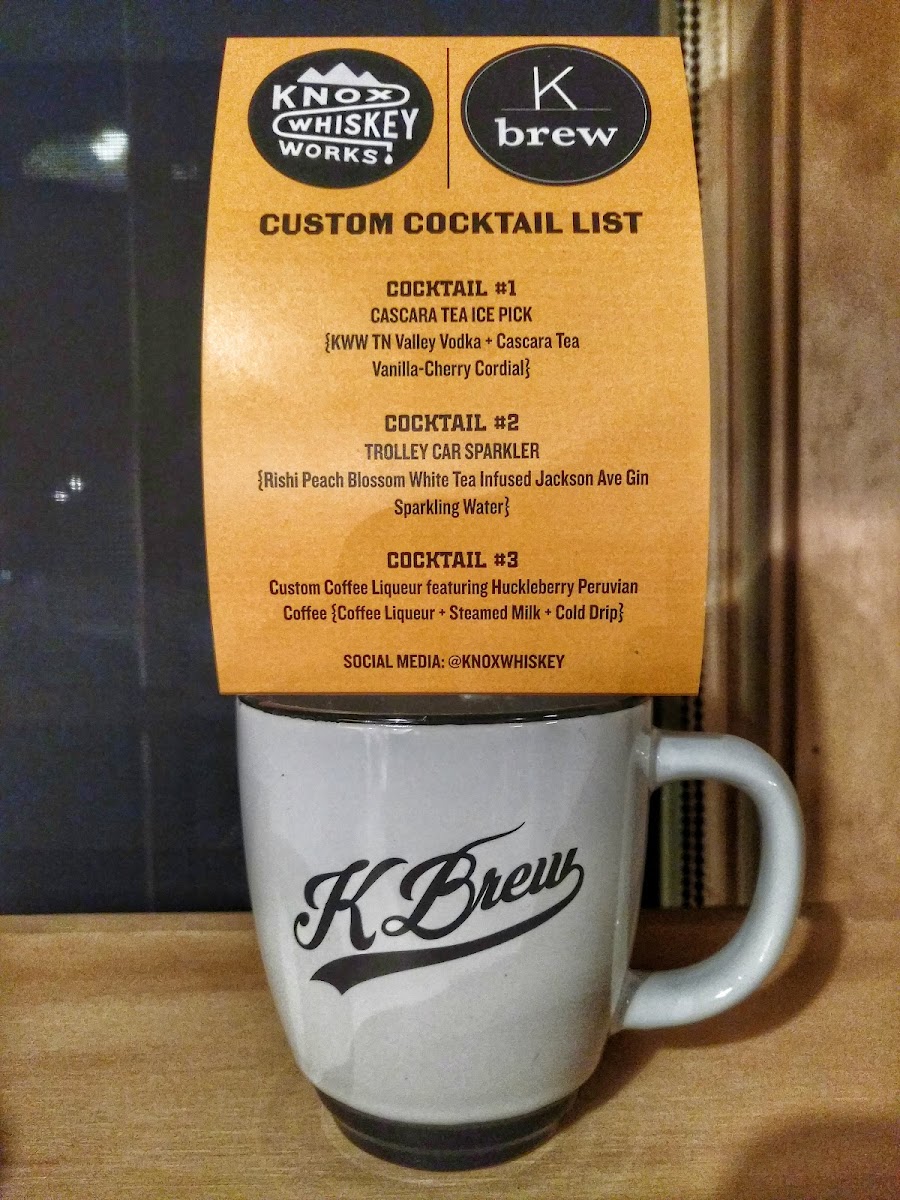 KNOX
WHISKEY
WORKS
K
brew
CUSTOM COCKTAIL LIST
COCKTAIL #1
CASCARA TEA ICE PICK
{KWW TN Valley Vodka + Cascara Tea
Vanilla-Cherry Cordial}
COCKTAIL #2
TROLLEY CAR SPARKLER
{Rishi Peach Blossom White Tea Infused Jackson Ave Gin
Sparkling Water}
COCKTAIL #3
Custom Coffee Liqueur featuring Huckleberry Peruvian
Coffee {Coffee Liqueur + Steamed Milk + Cold Drip}
SOCIAL MEDIA: @KNOXWHISKEY
K Brew